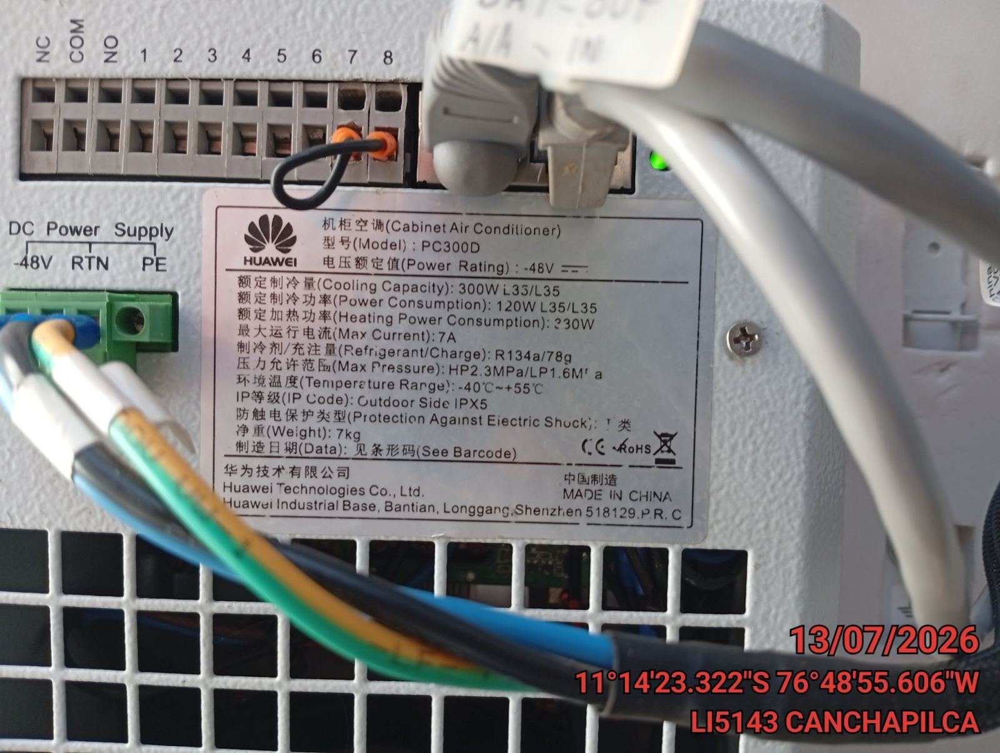 NC COM NO 1 2 3 4 5 6 7 8
A/A - IN
DC Power Supply
-48V RTN PE
HUAWEI
机柜空调(Cabinet Air Conditioner)
型号(Model) : PC300D
电压额定值(Power Rating) : -48V
额定制冷量(Cooling Capacity): 300W L35/L35
额定制冷功率(Power Consumption): 120W L35/L35
额定加热功率(Heating Power Consumption): 330W
最大运行电流(Max Current): 7A
制冷剂/充注量(Refrigerant/Charge): R134a/78g
压力允许范围(Max Pressure): HP2.3MPa/LP1.6MPa
环境温度(Temperature Range): -40℃~+55℃
IP等级(IP Code): Outdoor Side IPX5
防触电保护类型(Protection Against Electric Shock): I 类
净重(Weight): 7kg
制造日期(Data): 见条形码(See Barcode)
CE RoHS
华为技术有限公司
Huawei Technologies Co., Ltd.
Huawei Industrial Base, Bantian, Longgang,Shenzhen 518129.P.R. C
中国制造
MADE IN CHINA
13/07/2026
11°14'23.322"S 76°48'55.606"W
LI5143 CANCHAPILCA